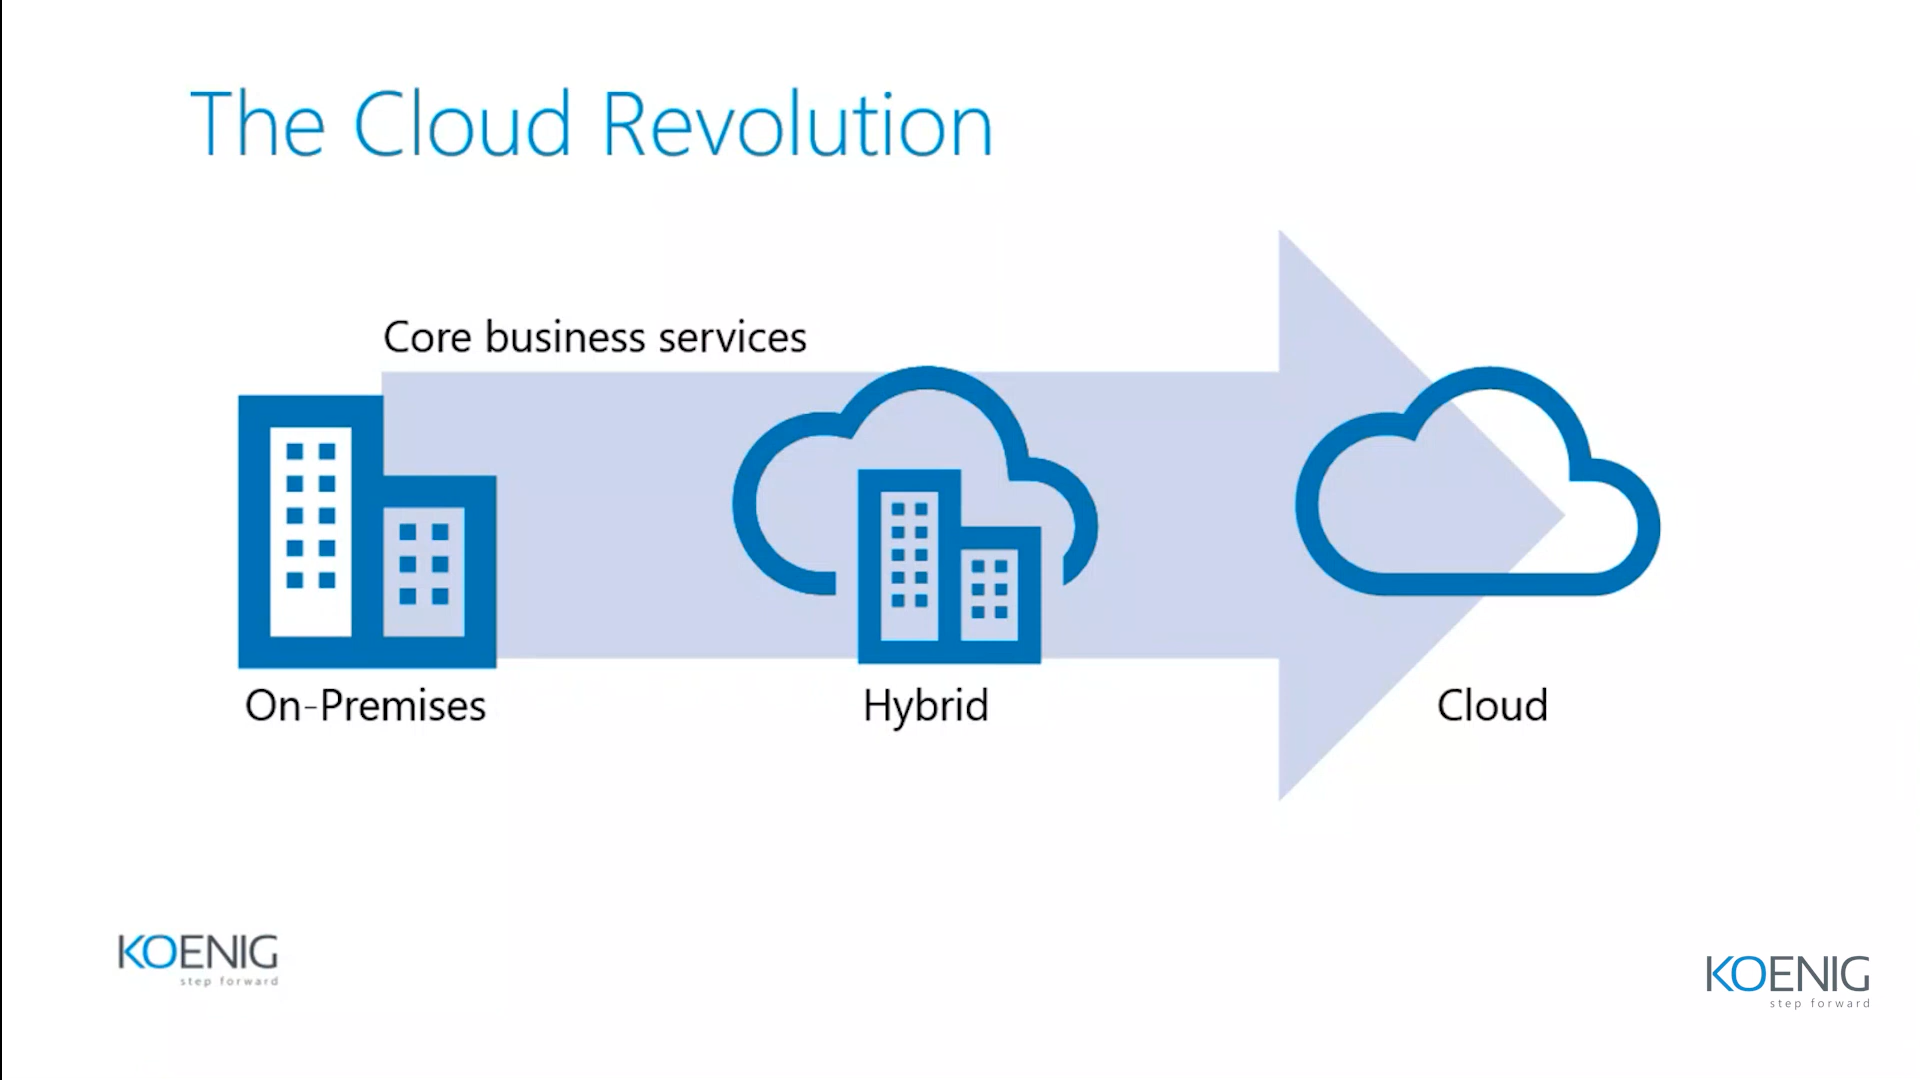 The Cloud Revolution
Core business services
On-Premises
Hybrid
Cloud
KOENIG
step forward
KOENIG
step forward